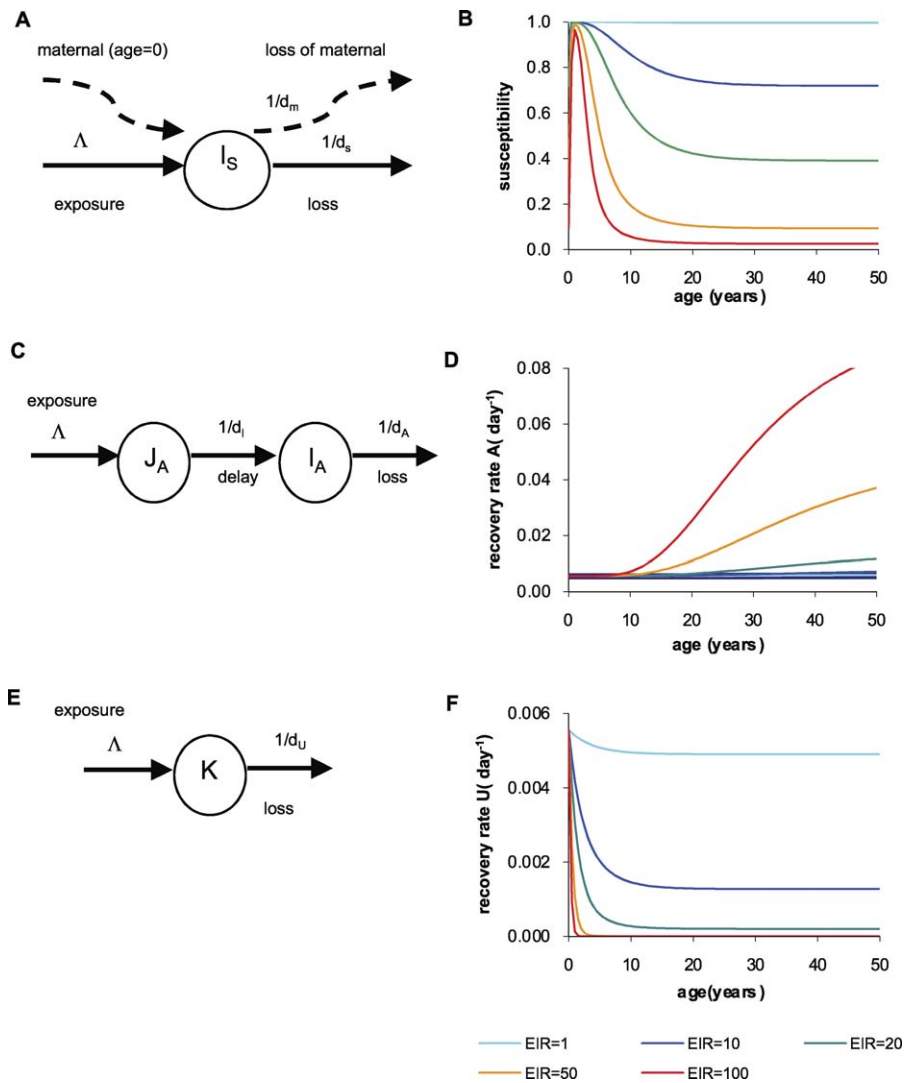 A
maternal (age=0)
loss of maternal
1/d_m
Λ
I_S
1/d_s
exposure
loss
B
1.0
0.8
0.6
0.4
0.2
0.0
susceptibility
0 10 20 30 40 50
age (years)
C
exposure
Λ
J_A
1/d_I
delay
I_A
1/d_A
loss
D
0.08
0.06
0.04
0.02
0.00
recovery rate A( day⁻¹)
0 10 20 30 40 50
age (years)
E
exposure
Λ
K
1/d_U
loss
F
0.006
0.004
0.002
0.000
recovery rate U( day⁻¹)
0 10 20 30 40 50
age(years)
EIR=1 EIR=10 EIR=20
EIR=50 EIR=100